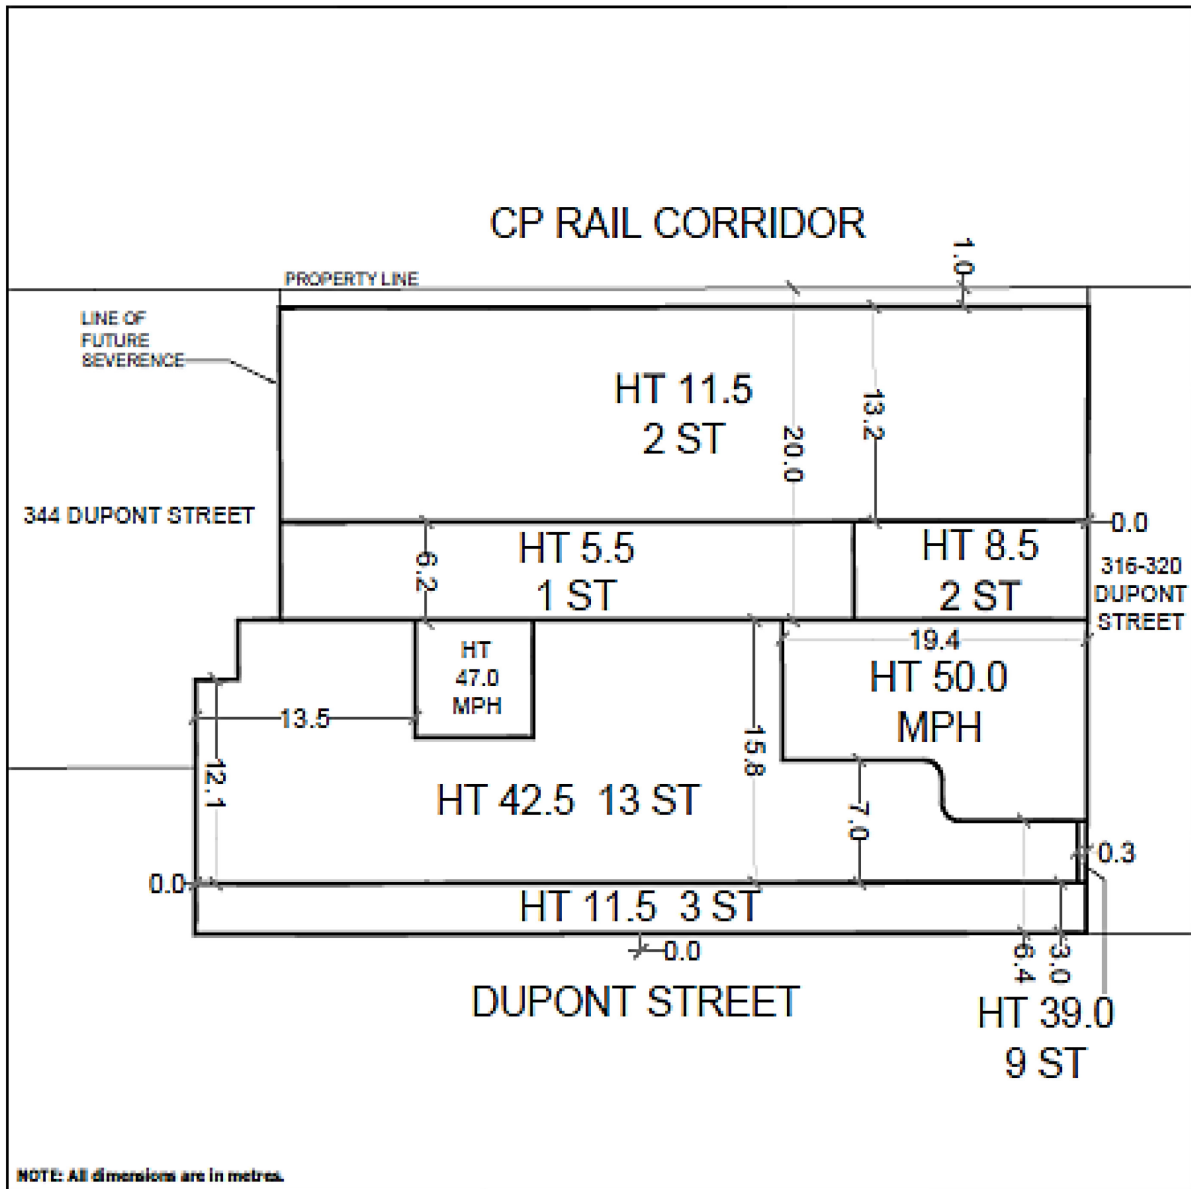 CP RAIL CORRIDOR
1.0
PROPERTY LINE
LINE OF
FUTURE
SEVERENCE
HT 11.5
2 ST
13.2
20.0
344 DUPONT STREET
0.0
HT 5.5
1 ST
6.2
HT 8.5
2 ST
316-320
DUPONT
STREET
19.4
HT
47.0
MPH
HT 50.0
MPH
13.5
15.8
12.1
HT 42.5 13 ST
7.0
0.3
0.0
HT 11.5 3 ST
0.0
6.4
3.0
DUPONT STREET
HT 39.0
9 ST
NOTE: All dimensions are in metres.